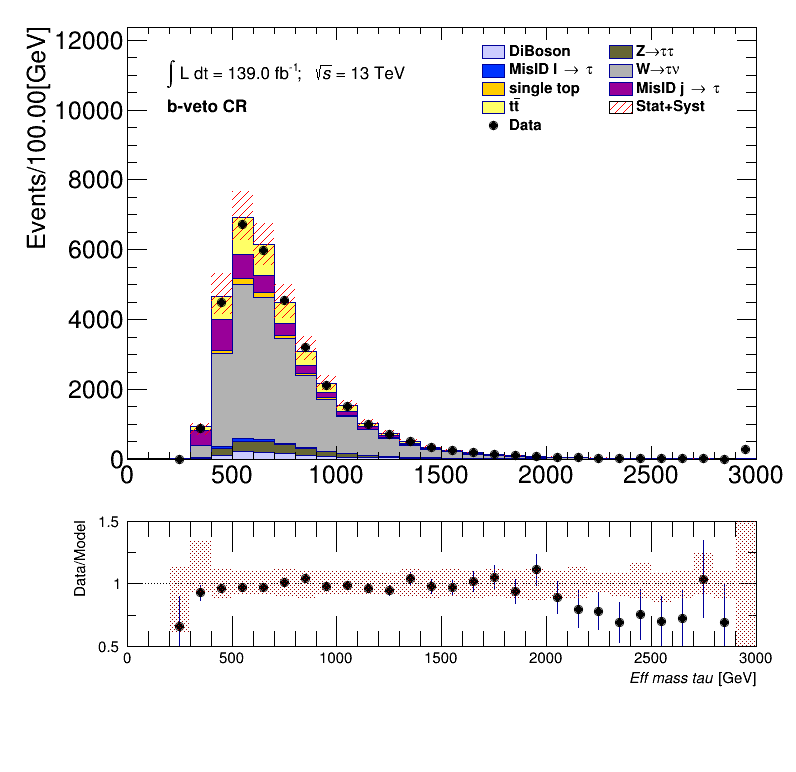 Events/100.00[GeV]
12000
10000
8000
6000
4000
2000
0
∫ L dt = 139.0 fb⁻¹; √s = 13 TeV
b-veto CR
DiBoson
MisID l → τ
single top
tt̄
Data
Z→ττ
W→τν
MisID j → τ
Stat+Syst
0 500 1000 1500 2000 2500 3000
Data/Model
1.5
1
0.5
0 500 1000 1500 2000 2500 3000
Eff mass tau [GeV]